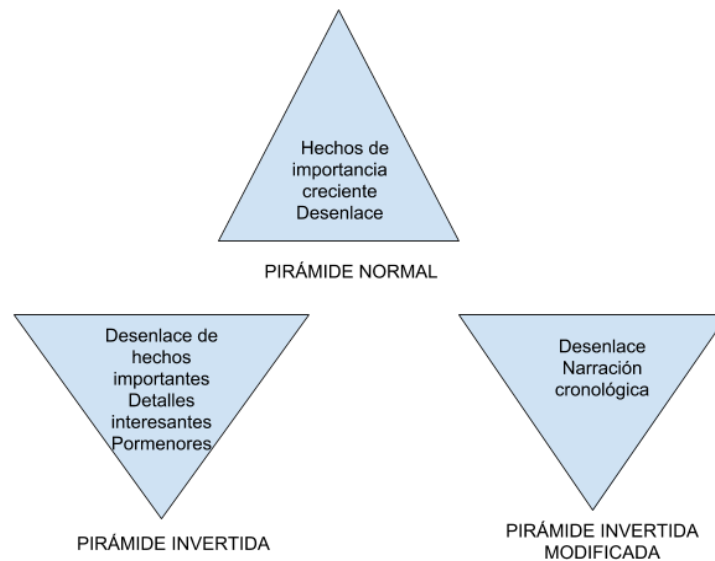 Hechos de
importancia
creciente
Desenlace
PIRÁMIDE NORMAL
Desenlace de
hechos
importantes
Detalles
interesantes
Pormenores
PIRÁMIDE INVERTIDA
Desenlace
Narración
cronológica
PIRÁMIDE INVERTIDA
MODIFICADA